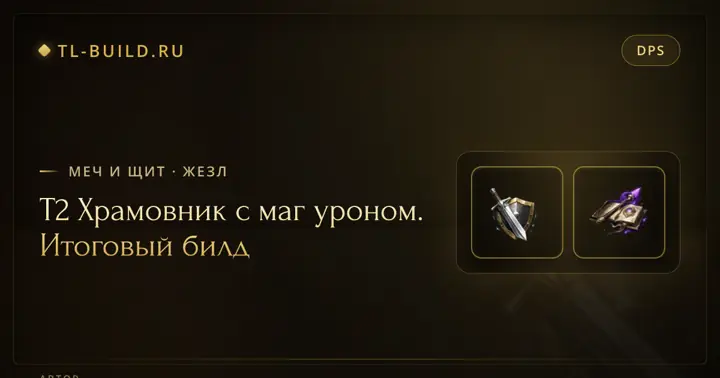 TL-BUILD.RU
DPS
МЕЧ И ЩИТ · ЖЕЗЛ
Т2 Храмовник с маг уроном.
Итоговый билд